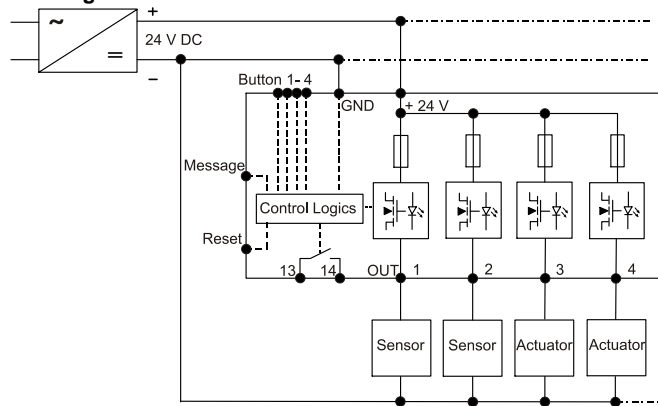 ~
+
24 V DC
=
−
Button 1- 4
GND
+ 24 V
Message
Control Logics
Reset
13
14
OUT
1
2
3
4
Sensor
Sensor
Actuator
Actuator